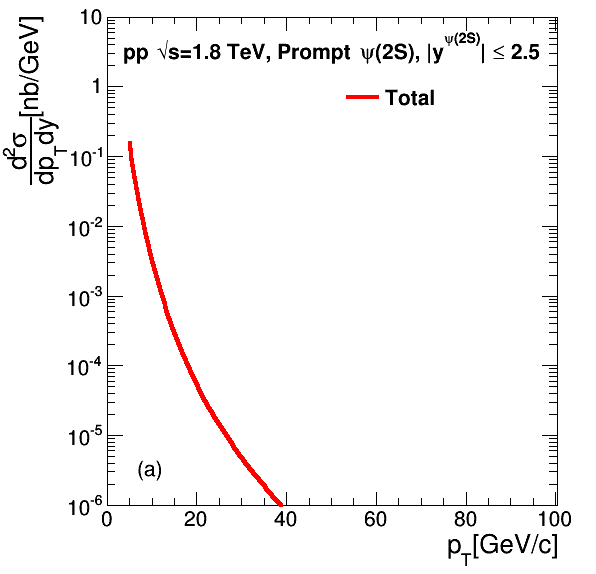 pp √s=1.8 TeV, Prompt ψ(2S), |y^ψ(2S)| ≤ 2.5
Total
d²σ
dp_T dy
[nb/GeV]
10
1
10^-1
10^-2
10^-3
10^-4
10^-5
10^-6
(a)
0 20 40 60 80 100
p_T[GeV/c]